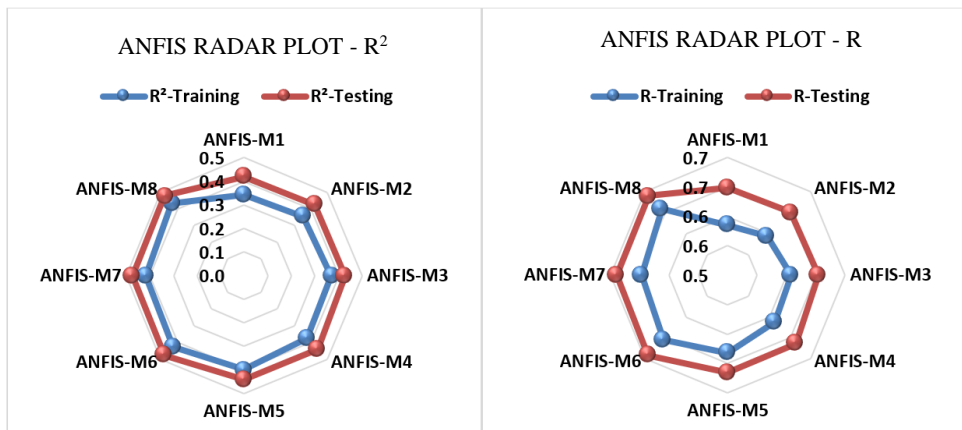 ANFIS RADAR PLOT - R²
R²-Training R²-Testing
ANFIS-M1
0.5
ANFIS-M8 0.4 ANFIS-M2
0.3
0.2
0.1
ANFIS-M7 0.0 ANFIS-M3
ANFIS-M6 ANFIS-M4
ANFIS-M5
ANFIS RADAR PLOT - R
R-Training R-Testing
ANFIS-M1
0.7
ANFIS-M8 0.7 ANFIS-M2
0.6
0.6
ANFIS-M7 0.5 ANFIS-M3
ANFIS-M6 ANFIS-M4
ANFIS-M5